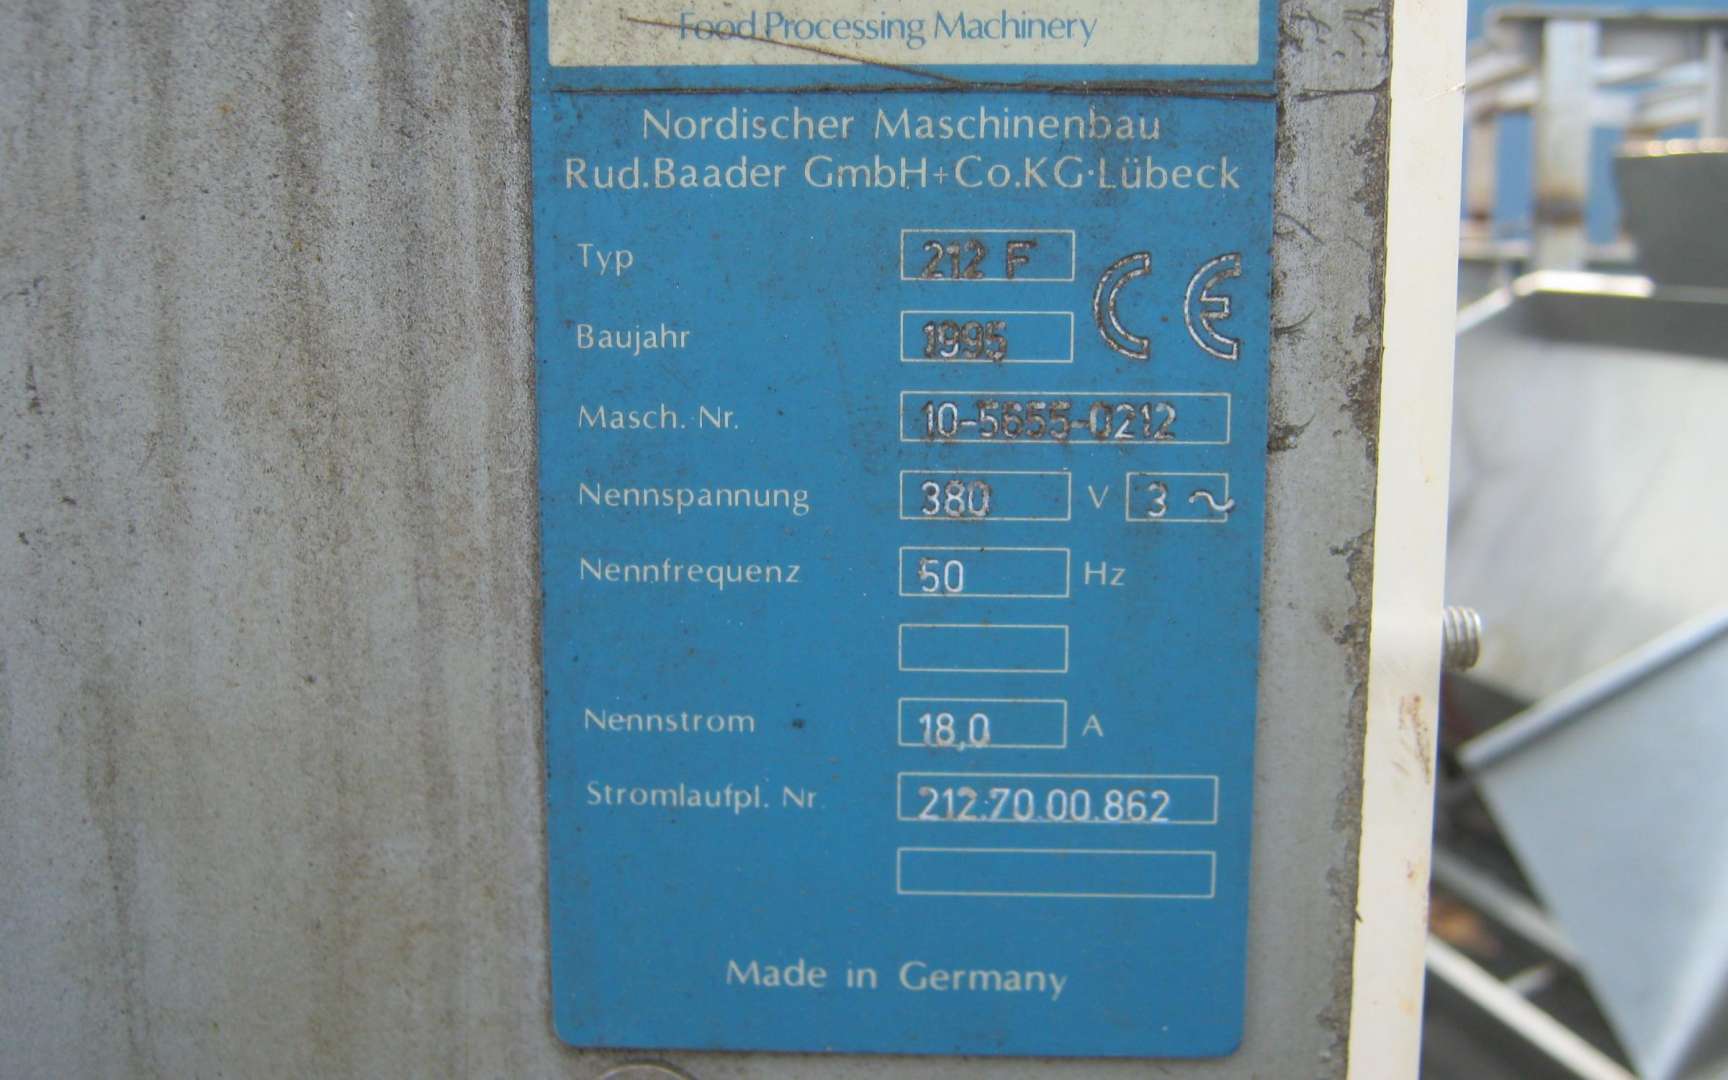 Food Processing Machinery
Nordischer Maschinenbau
Rud.Baader GmbH+Co.KG·Lübeck
Typ 212 F CE
Baujahr 1995
Masch. Nr. 10-5655-0212
Nennspannung 380 V 3 ~
Nennfrequenz 50 Hz
Nennstrom 18,0 A
Stromlaufpl. Nr. 212.70.00.862
Made in Germany